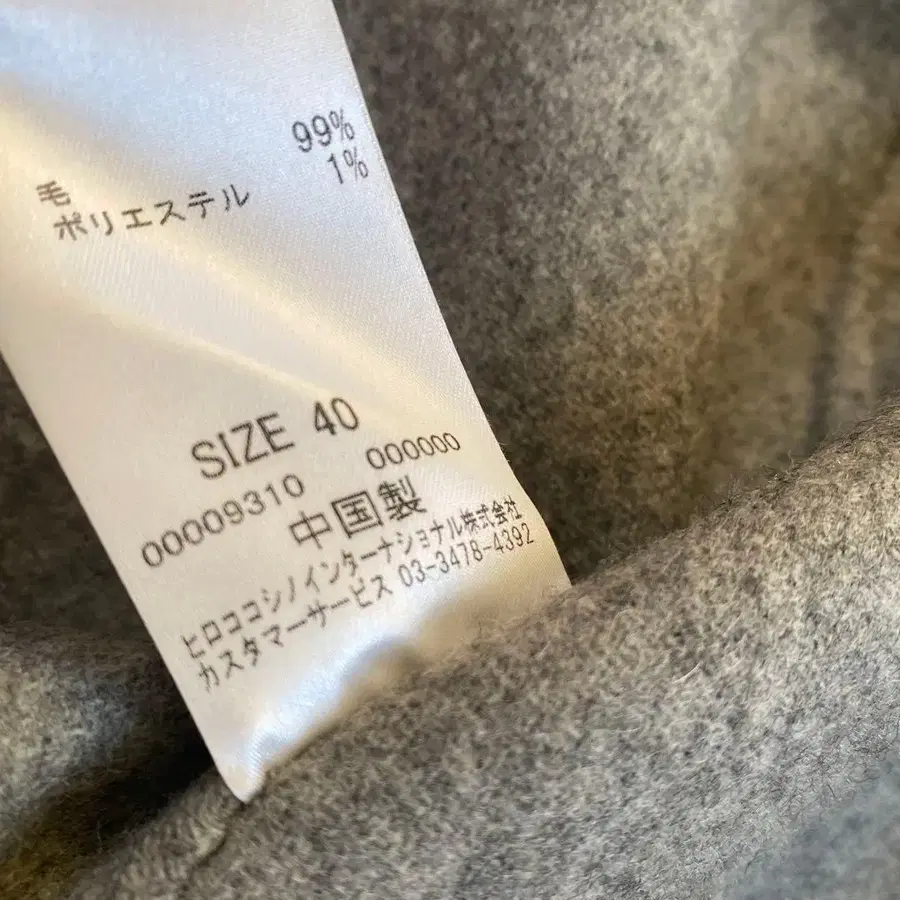 毛 99%
ポリエステル 1%
SIZE 40
00009310 000000
中国製
ヒロココシノインターナショナル株式会社
カスタマーサービス 03-3478-4392